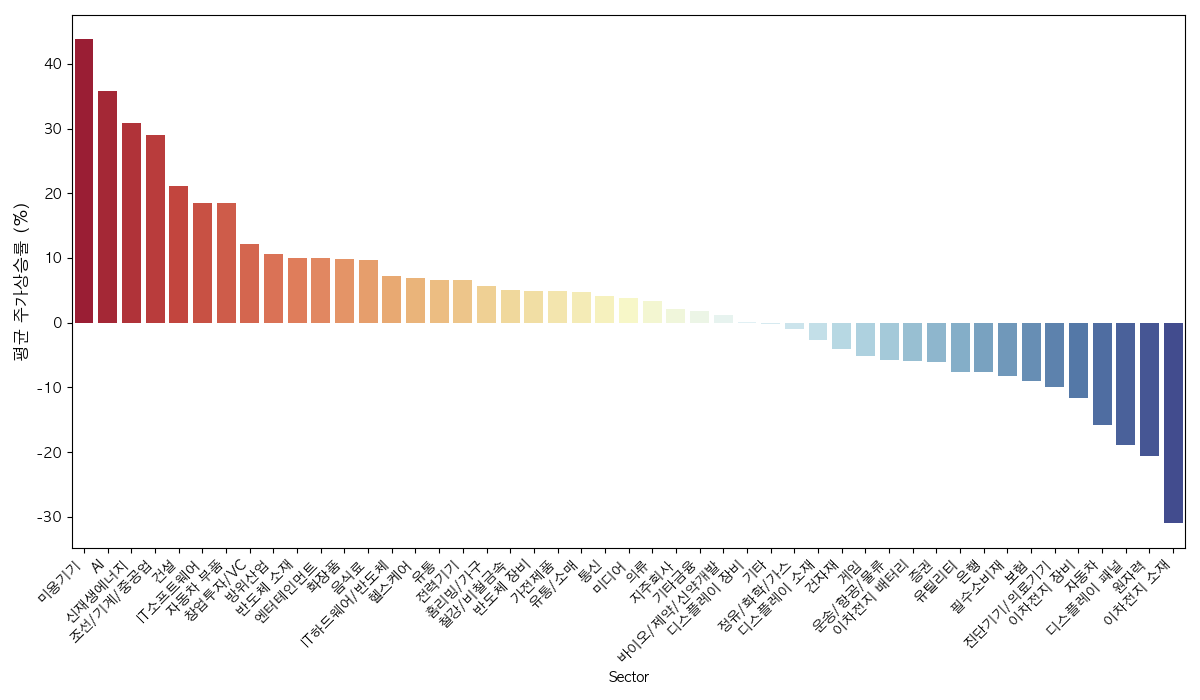 평균 주가상승률 (%)
40
30
20
10
0
-10
-20
-30
미용기기
AI
신재생에너지
조선/기계/중공업
건설
IT소프트웨어
자동차 부품
창업투자/VC
방위산업
반도체 소재
엔터테인먼트
화장품
음식료
IT하드웨어/반도체
헬스케어
유통
전력기기
홈리빙/가구
철강/비철금속
반도체 장비
가전제품
유통/소매
통신
미디어
의류
지주회사
기타금융
바이오/제약/신약개발
디스플레이 장비
기타
정유/화학/가스
디스플레이 소재
건자재
게임
운송/항공/물류
이차전지 배터리
증권
유틸리티
은행
필수소비재
보험
진단기기/의료기기
이차전지 장비
자동차
디스플레이 패널
원자력
이차전지 소재
Sector